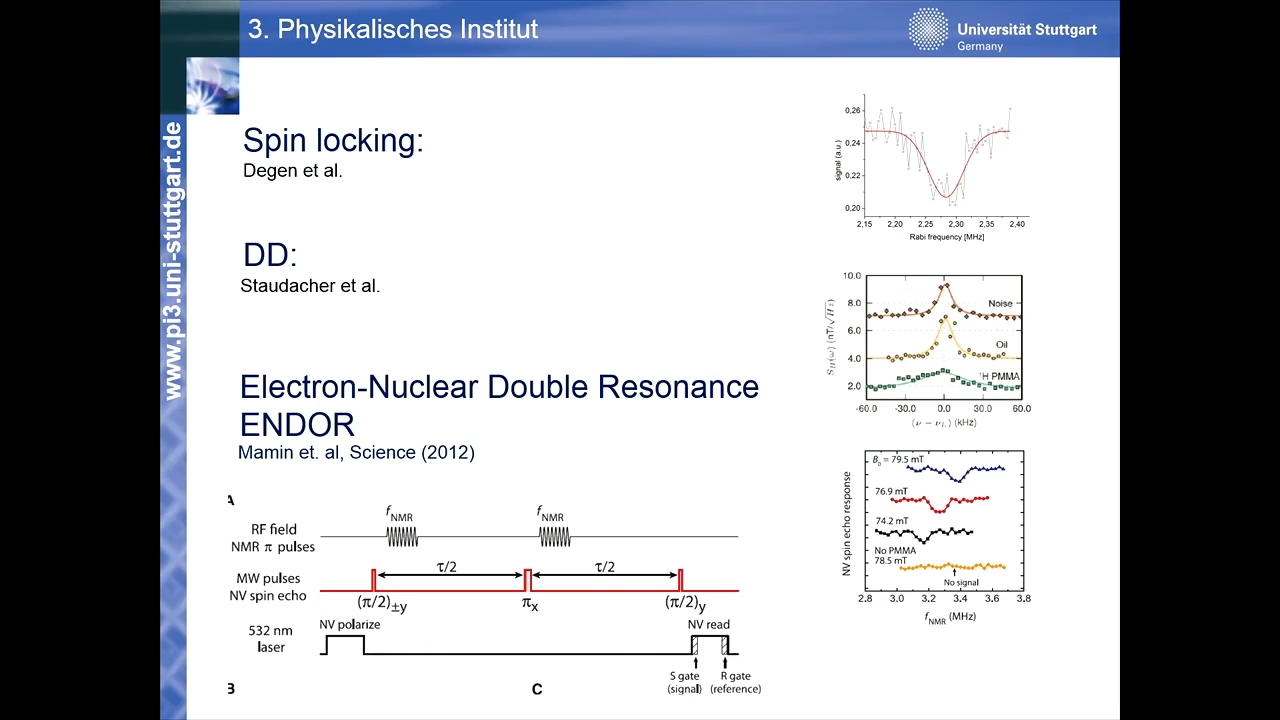 3. Physikalisches Institut
Universität Stuttgart
Germany
www.pi3.uni-stuttgart.de
Spin locking:
Degen et al.
DD:
Staudacher et al.
Electron-Nuclear Double Resonance
ENDOR
Mamin et. al, Science (2012)
A
RF field
NMR π pulses
f NMR
f NMR
MW pulses
NV spin echo
τ/2
τ/2
(π/2)±y
πx
(π/2)y
532 nm
laser
NV polarize
NV read
S gate
(signal)
R gate
(reference)
B
C
signal (a.u.)
0,26
0,24
0,22
0,20
2,15 2,20 2,25 2,30 2,35 2,40
Rabi frequency [MHz]
10.0
8.0
6.0
4.0
2.0
Noise
Oil
¹H PMMA
-60.0 -30.0 0.0 30.0 60.0
NV spin echo response
B0 = 79.5 mT
76.9 mT
74.2 mT
No PMMA
78.5 mT
No signal
2.8 3.0 3.2 3.4 3.6 3.8
fNMR (MHz)